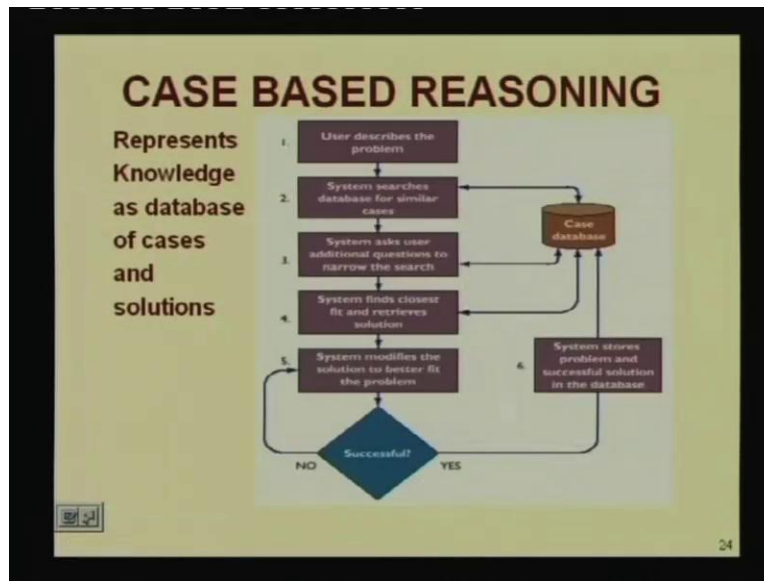 CASE BASED REASONING
Represents
Knowledge
as database
of cases
and
solutions
1.
User describes the
problem
2.
System searches
database for similar
cases
3.
System asks user
additional questions to
narrow the search
4.
System finds closest
fit and retrieves
solution
5.
System modifies the
solution to better fit
the problem
Successful?
NO
YES
Case
database
6.
System stores
problem and
successful solution
in the database
24